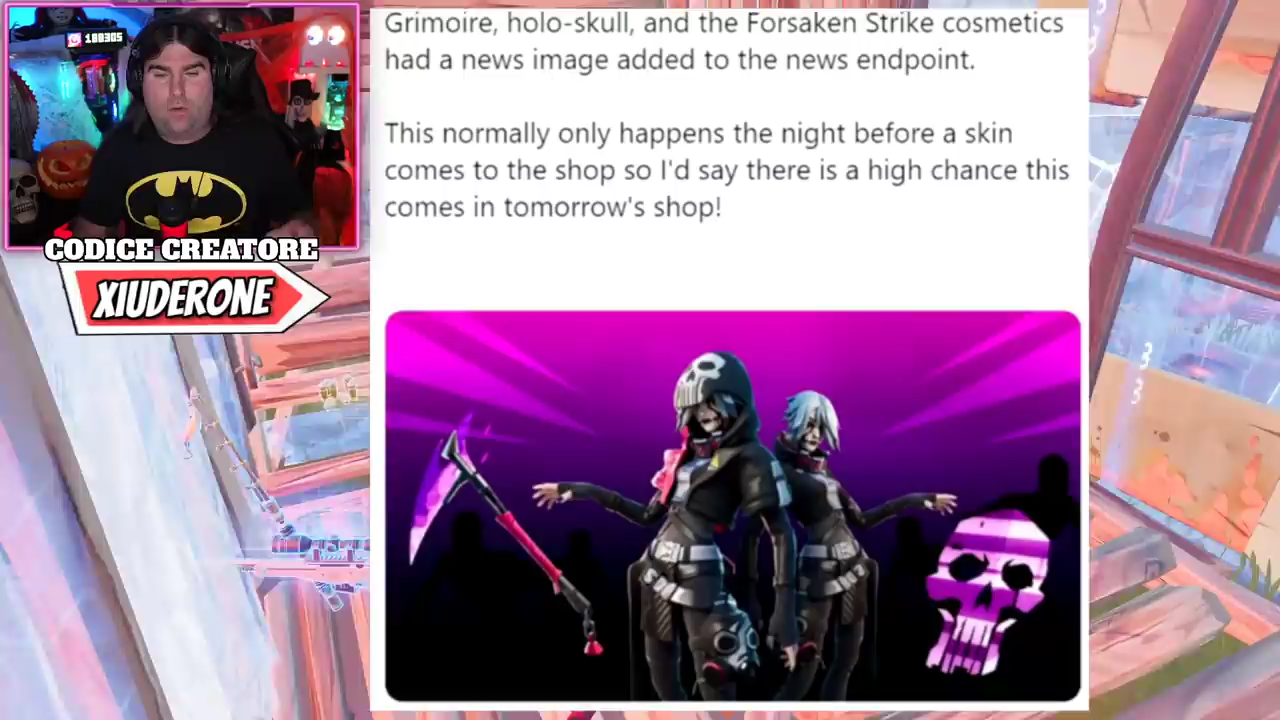 188305
Grimoire, holo-skull, and the Forsaken Strike cosmetics
had a news image added to the news endpoint.
This normally only happens the night before a skin
comes to the shop so I'd say there is a high chance this
comes in tomorrow's shop!
CODICE CREATORE
XIUDERONE